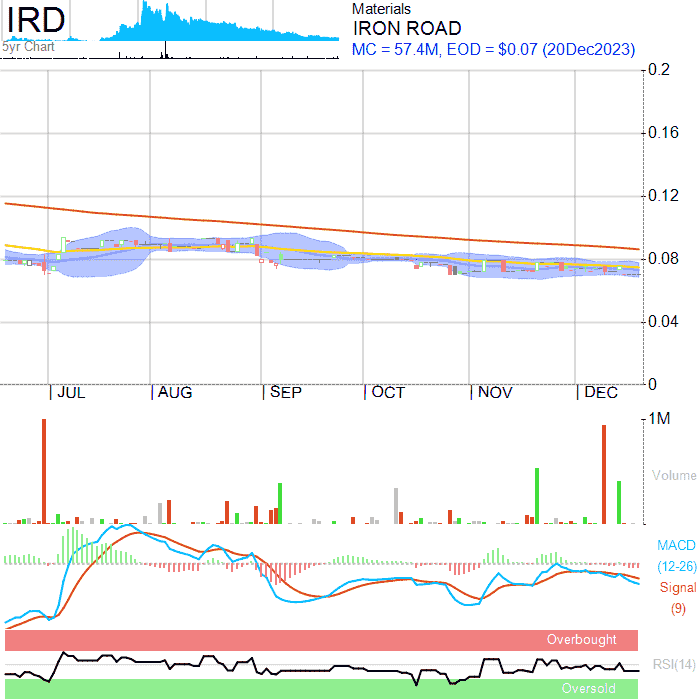 IRD
5yr Chart
Materials
IRON ROAD
MC = 57.4M, EOD = $0.07 (20Dec2023)
0.2
0.16
0.12
0.08
0.04
0
JUL AUG SEP OCT NOV DEC
1M
Volume
MACD
(12-26)
Signal
(9)
Overbought
RSI(14)
Oversold